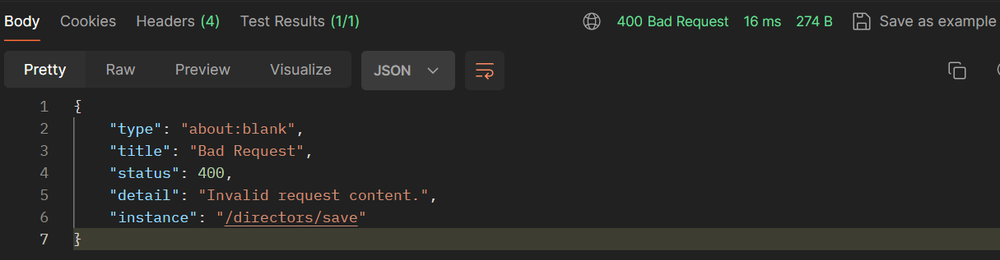 Body Cookies Headers (4) Test Results (1/1) 400 Bad Request 16 ms 274 B Save as example
Pretty Raw Preview Visualize JSON
1 {
2 "type": "about:blank",
3 "title": "Bad Request",
4 "status": 400,
5 "detail": "Invalid request content.",
6 "instance": "/directors/save"
7 }